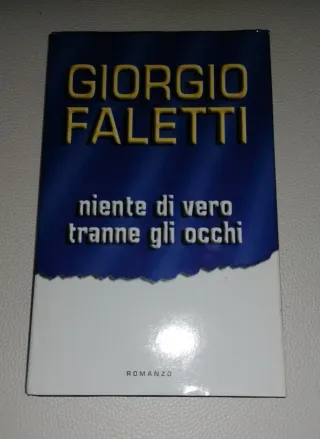 GIORGIO
FALETTI
niente di vero
tranne gli occhi
ROMANZO